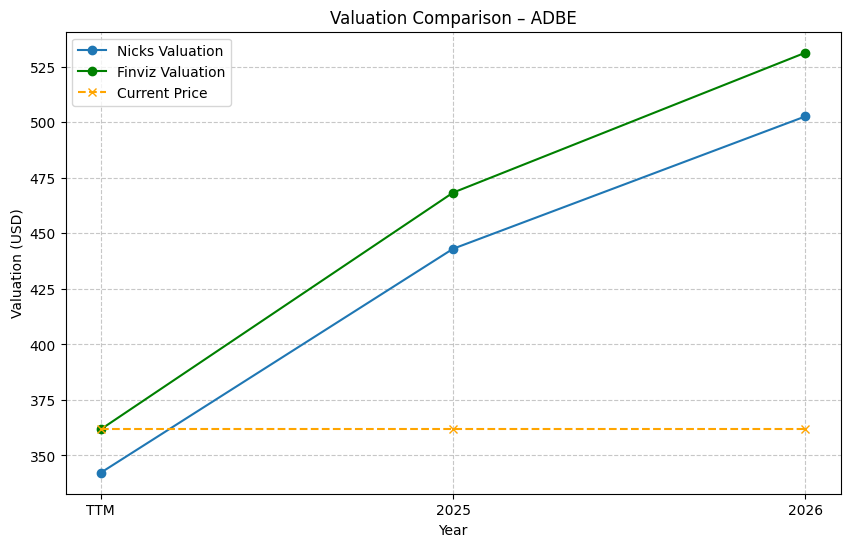 Valuation Comparison – ADBE
Nicks Valuation
Finviz Valuation
Current Price
Valuation (USD)
525
500
475
450
425
400
375
350
TTM
2025
2026
Year